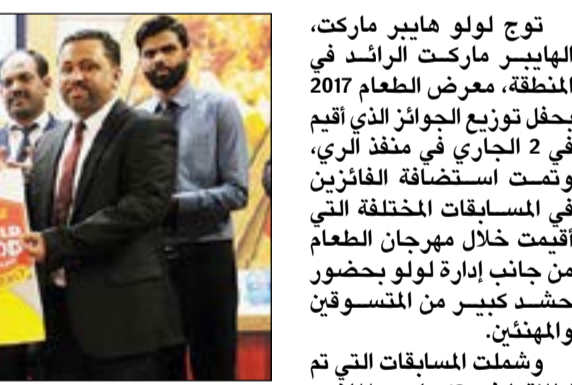 توج لولو هايبر ماركت،
الهايبر ماركت الرائد في
المنطقة، معرض الطعام 2017
بحفل توزيع الجوائز الذي أقيم
في 2 الجاري في منفذ الري،
وتمت استضافة الفائزين
في المسابقات المختلفة التي
أقيمت خلال مهرجان الطعام
من جانب إدارة لولو بحضور
حشد كبير من المتسوقين
والمهنئين.
وشملت المسابقات التي تم